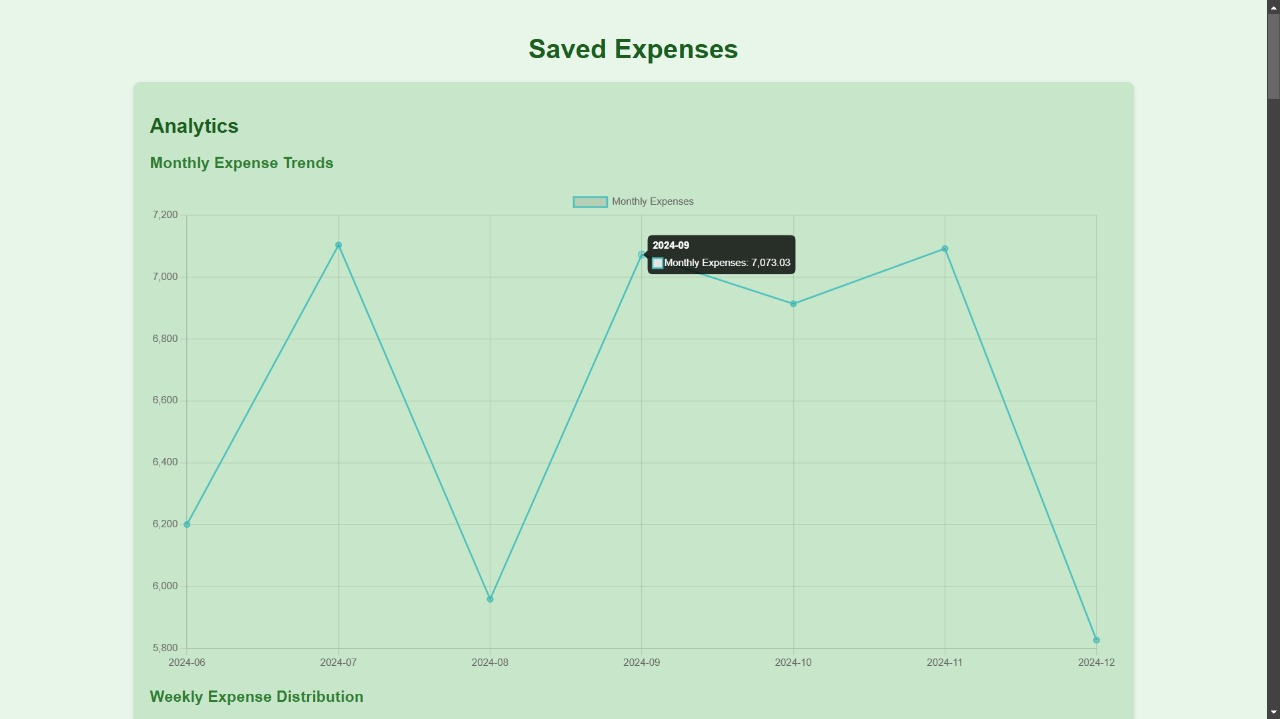 Saved Expenses
Analytics
Monthly Expense Trends
Monthly Expenses
7,200
2024-09
Monthly Expenses: 7,073.03
7,000
6,800
6,600
6,400
6,200
6,000
5,800
2024-06 2024-07 2024-08 2024-09 2024-10 2024-11 2024-12
Weekly Expense Distribution